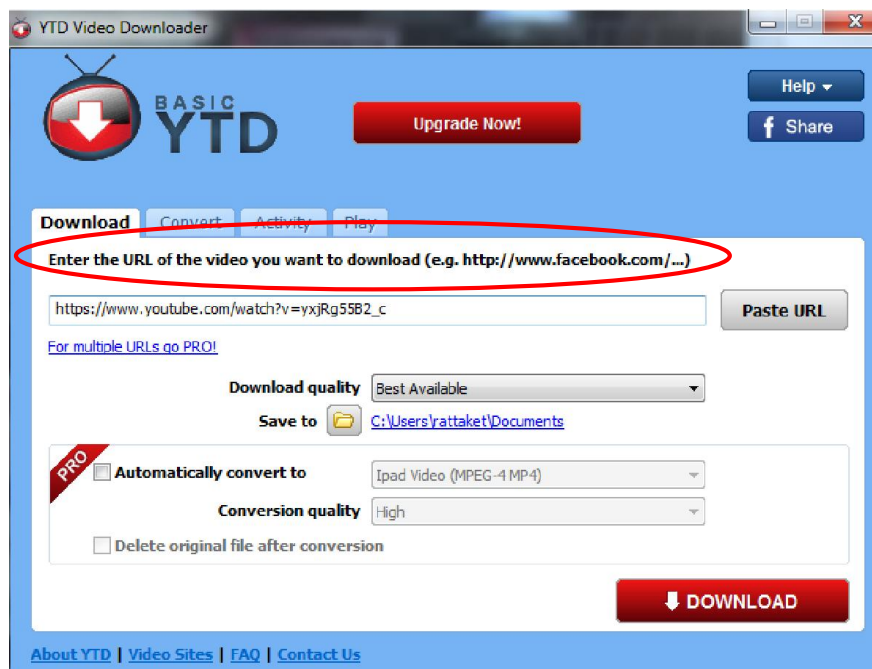 YTD Video Downloader
BASIC
YTD
Upgrade Now!
Help
f Share
Download Convert Activity Play
Enter the URL of the video you want to download (e.g. http://www.facebook.com/...)
https://www.youtube.com/watch?v=yxjRg55B2_c
Paste URL
For multiple URLs go PRO!
Download quality Best Available
Save to C:\Users\rattaket\Documents
PRO
Automatically convert to Ipad Video (MPEG-4 MP4)
Conversion quality High
Delete original file after conversion
DOWNLOAD
About YTD | Video Sites | FAQ | Contact Us